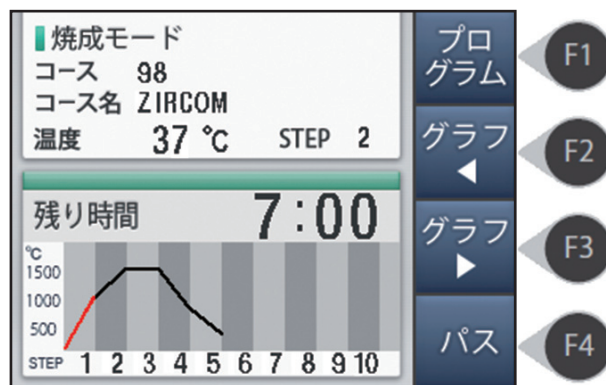 焼成モード
コース 98
コース名 ZIRCOM
温度 37 ℃ STEP 2
残り時間 7:00
℃
1500
1000
500
STEP 1 2 3 4 5 6 7 8 9 10
プロ
グラム
グラフ
◀
グラフ
▶
パス
F1
F2
F3
F4